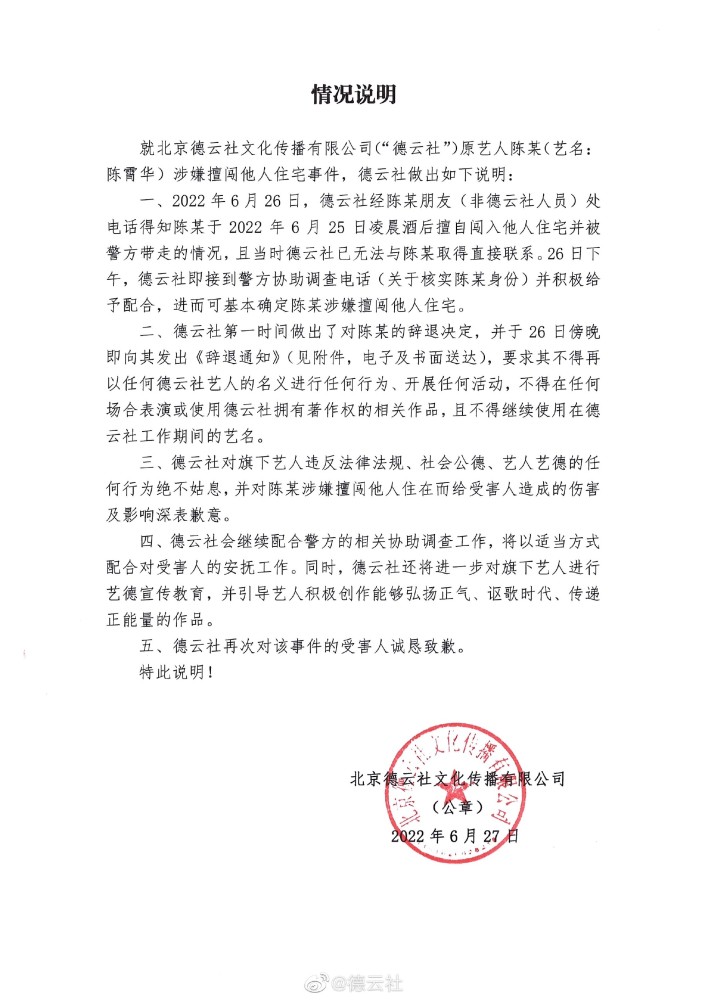 情况说明
就北京德云社文化传播有限公司(“德云社”)原艺人陈某(艺名:
陈霄华)涉嫌擅闯他人住宅事件，德云社做出如下说明:
一、2022年6月26日，德云社经陈某朋友（非德云社人员）处
电话得知陈某于2022年6月25日凌晨酒后擅自闯入他人住宅并被
警方带走的情况，且当时德云社已无法与陈某取得直接联系。26日下
午，德云社即接到警方协助调查电话（关于核实陈某身份）并积极给
予配合，进而可基本确定陈某涉嫌擅闯他人住宅。
二、德云社第一时间做出了对陈某的辞退决定，并于26日傍晚
即向其发出《辞退通知》（见附件，电子及书面送达），要求其不得再
以任何德云社艺人的名义进行任何行为、开展任何活动，不得在任何
场合表演或使用德云社拥有著作权的相关作品，且不得继续使用在德
云社工作期间的艺名。
三、德云社对旗下艺人违反法律法规、社会公德、艺人艺德的任
何行为绝不姑息，并对陈某涉嫌擅闯他人住在而给受害人造成的伤害
及影响深表歉意。
四、德云社会继续配合警方的相关协助调查工作，将以适当方式
配合对受害人的安抚工作。同时，德云社还将进一步对旗下艺人进行
艺德宣传教育，并引导艺人积极创作能够弘扬正气、讴歌时代、传递
正能量的作品。
五、德云社再次对该事件的受害人诚恳致歉。
特此说明！
北京德云社文化传播有限公司
（公章）
2022年6月27日
北京德云社文化传播有限公司
@德云社